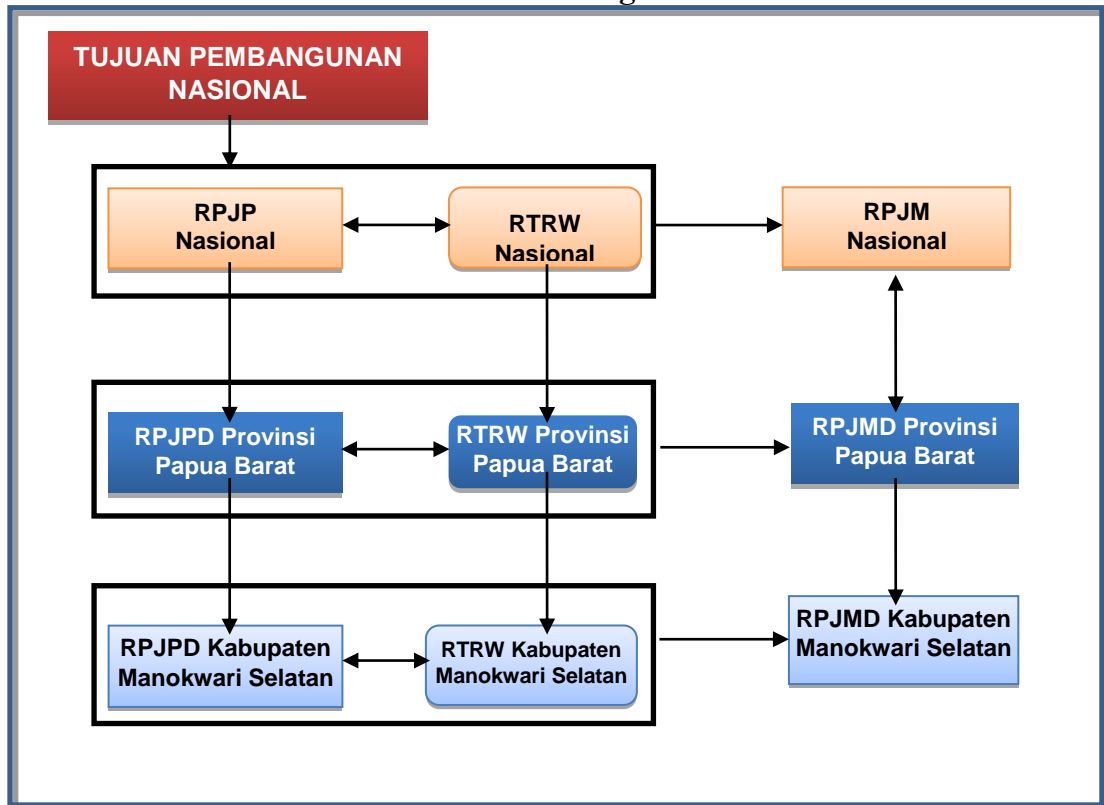 TUJUAN PEMBANGUNAN
NASIONAL
RPJP
Nasional
RTRW
Nasional
RPJM
Nasional
RPJPD Provinsi
Papua Barat
RTRW Provinsi
Papua Barat
RPJMD Provinsi
Papua Barat
RPJPD Kabupaten
Manokwari Selatan
RTRW Kabupaten
Manokwari Selatan
RPJMD Kabupaten
Manokwari Selatan